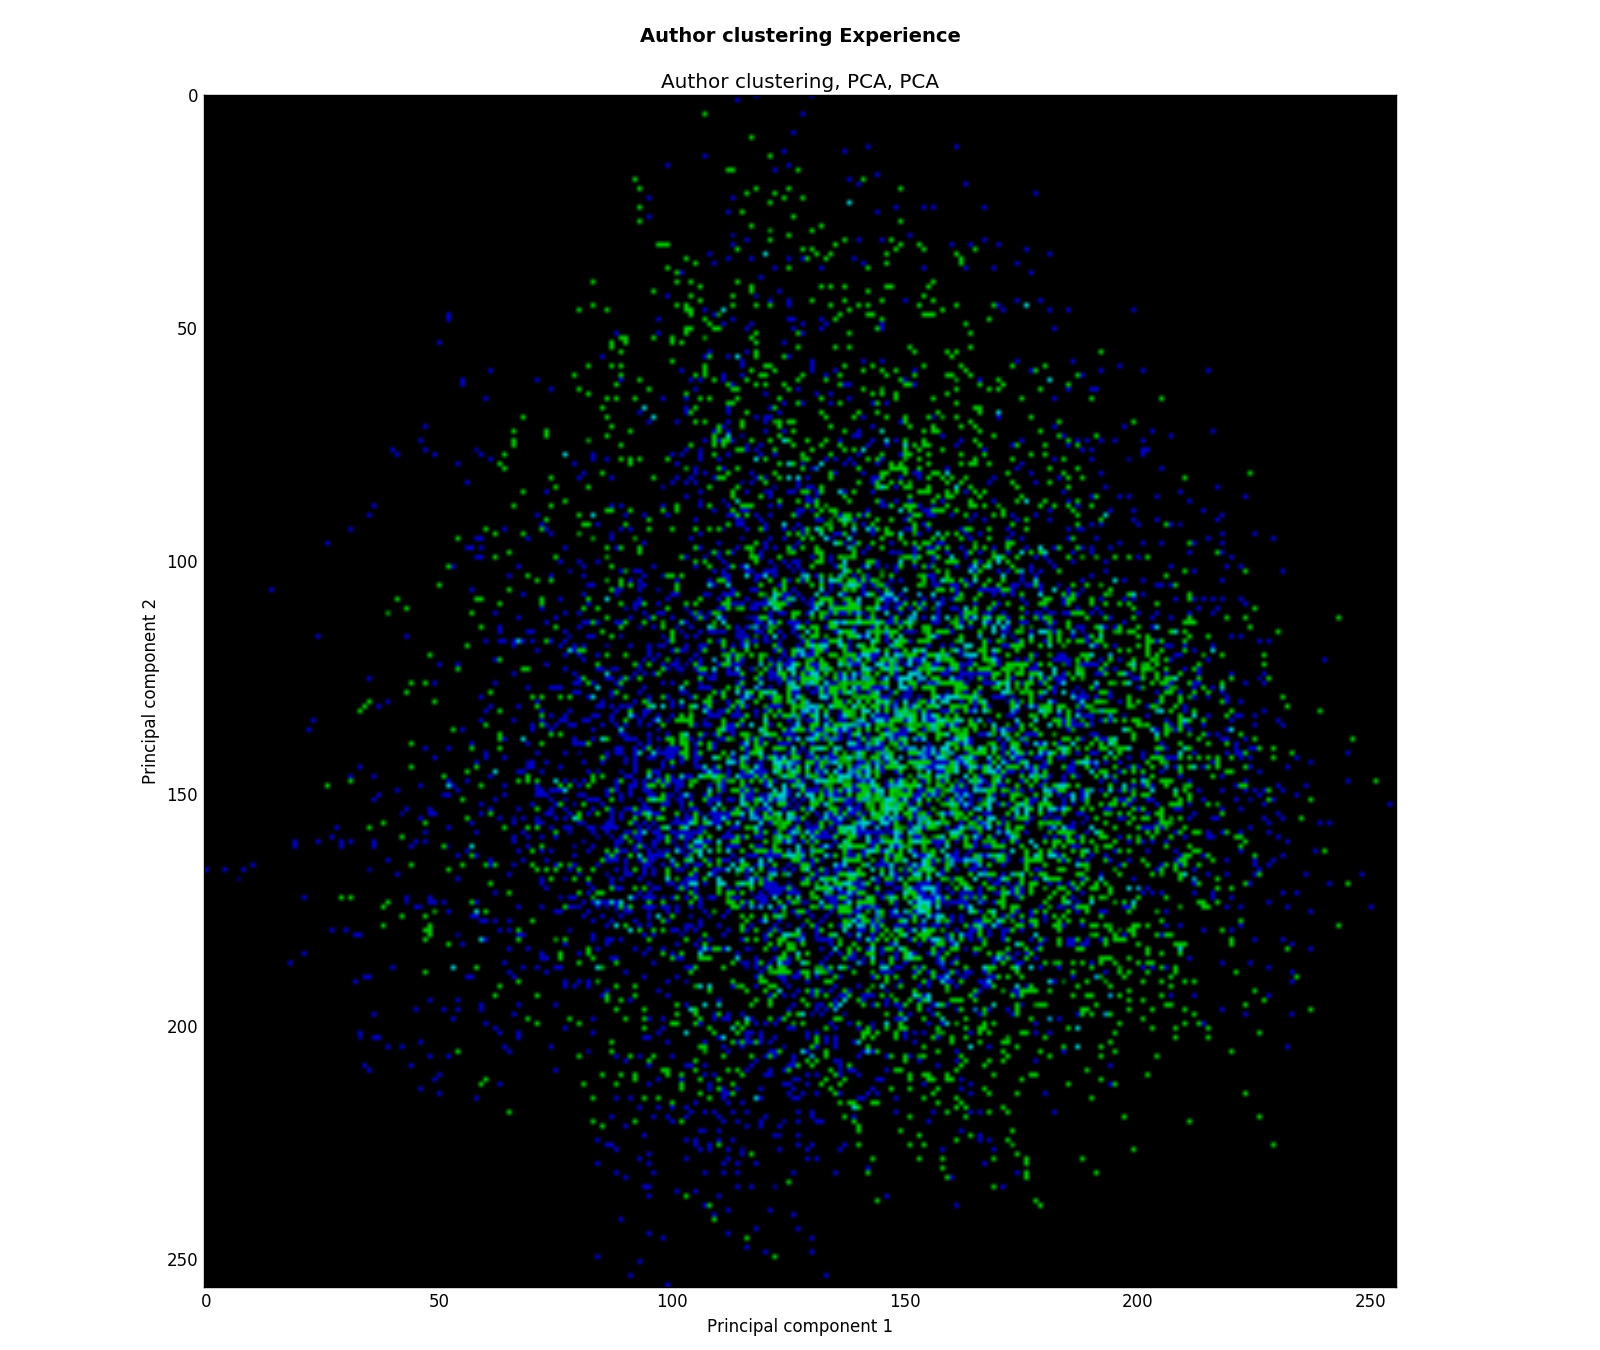 Author clustering Experience
Author clustering, PCA, PCA
0
50
100
150
200
250
Principal component 2
0 50 100 150 200 250
Principal component 1